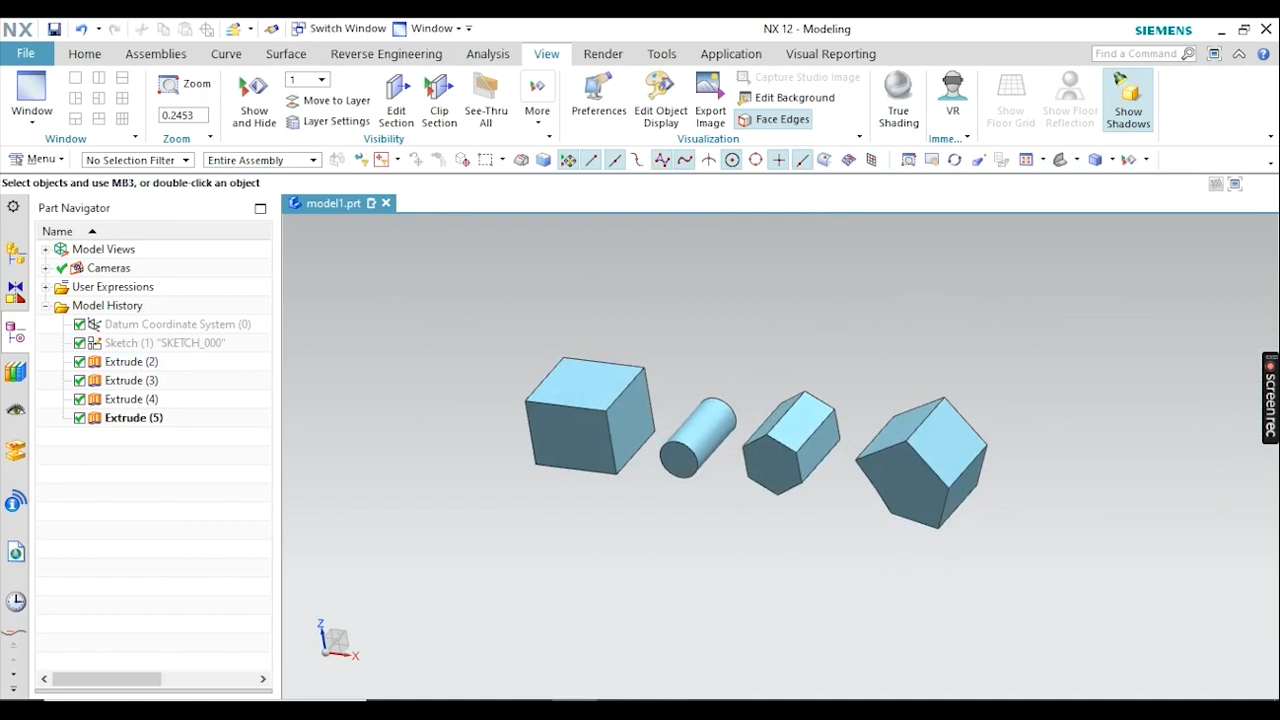 NX
Switch Window
Window
NX 12 - Modeling
SIEMENS
File
Home
Assemblies
Curve
Surface
Reverse Engineering
Analysis
View
Render
Tools
Application
Visual Reporting
Find a Command
Window
Zoom
0.2453
Show and Hide
1
Move to Layer
Layer Settings
Edit Section
Clip Section
See-Thru All
More
Preferences
Edit Object Display
Export Image
Capture Studio Image
Edit Background
Face Edges
True Shading
VR
Show Floor Grid
Show Floor Reflection
Show Shadows
Window
Zoom
Visibility
Visualization
Imme...
Menu
No Selection Filter
Entire Assembly
Select objects and use MB3, or double-click an object
Part Navigator
model1.prt
Name
Model Views
Cameras
User Expressions
Model History
Datum Coordinate System (0)
Sketch (1) "SKETCH_000"
Extrude (2)
Extrude (3)
Extrude (4)
Extrude (5)
screenrec
Z
X